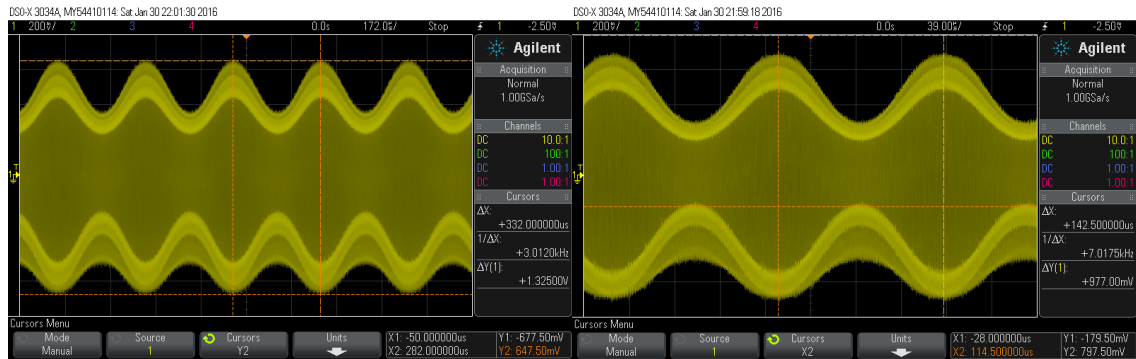 DSO-X 3034A, MY54410114: Sat Jan 30 22:01:30 2016
1 200mV/ 2 3 4 0.0s 172.0us/ Stop 1 -2.50V
Agilent
Acquisition
Normal
1.00GSa/s
Channels
DC 10.0:1
DC 100:1
DC 1.00:1
DC 1.00:1
Cursors
ΔX:
+332.000000us
1/ΔX:
+3.0120kHz
ΔY(1):
+1.32500V
Cursors Menu
Mode
Manual
Source
1
Cursors
Y2
Units
X1: -50.000000us
X2: 282.000000us
Y1: -677.50mV
Y2: 647.50mV
DSO-X 3034A, MY54410114: Sat Jan 30 21:59:18 2016
1 200mV/ 2 3 4 0.0s 39.00us/ Stop 1 -2.50V
Agilent
Acquisition
Normal
1.00GSa/s
Channels
DC 10.0:1
DC 100:1
DC 1.00:1
DC 1.00:1
Cursors
ΔX:
+142.500000us
1/ΔX:
+7.0175kHz
ΔY(1):
+977.00mV
Cursors Menu
Mode
Manual
Source
1
Cursors
X2
Units
X1: -28.000000us
X2: 114.500000us
Y1: -179.50mV
Y2: 797.50mV